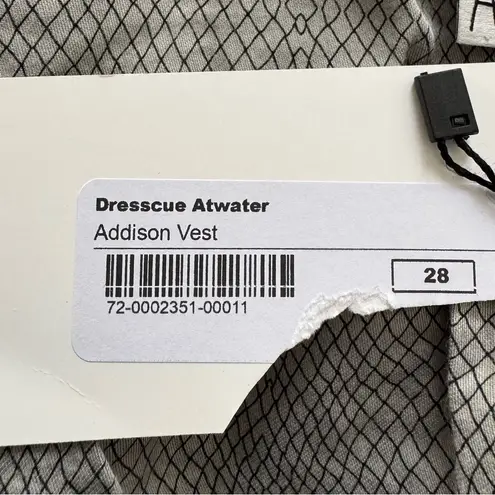 Dresscue Atwater
Addison Vest
28
72-0002351-00011